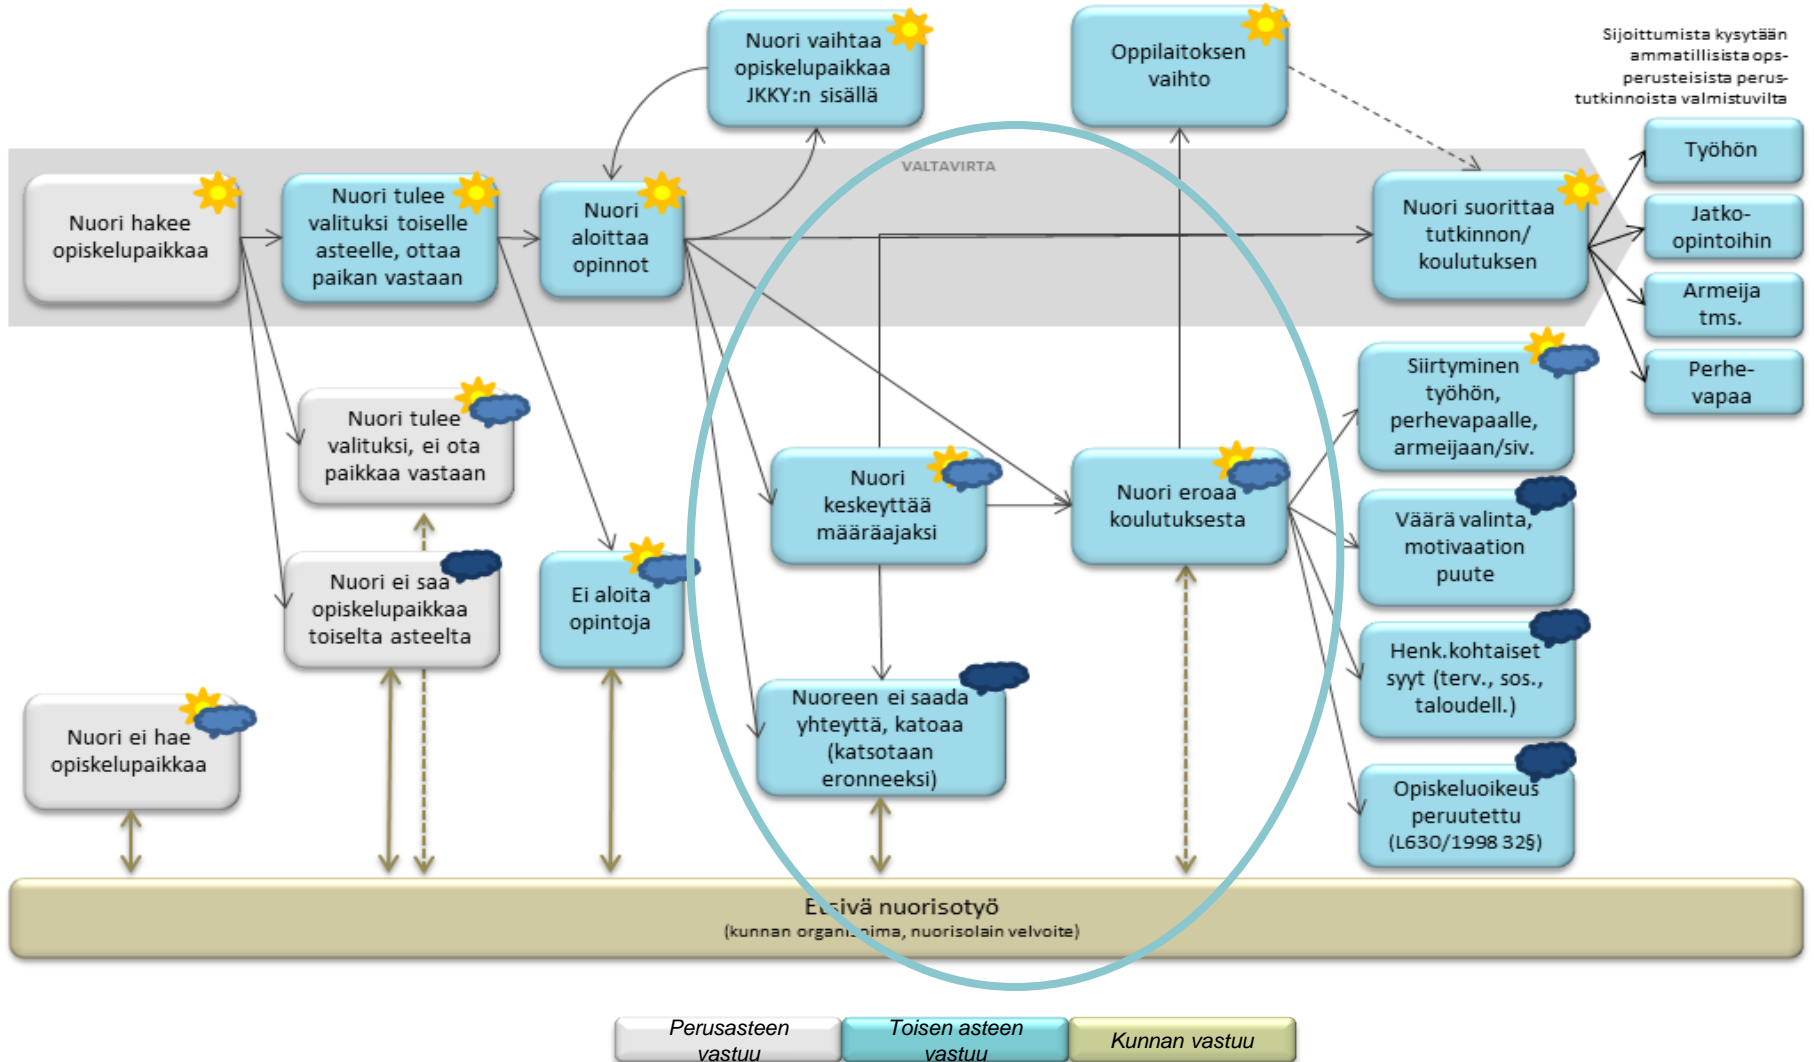 Nuori vaihtaa
opiskelupaikkaa
JKKY:n sisällä
Oppilaitoksen
vaihto
Sijoittumista kysytään
ammatillisista ops-
perusteisista perus-
tutkinnoista valmistuvilta
VALTAVIRTA
Nuori hakee
opiskelupaikkaa
Nuori tulee
valituksi toiselle
asteelle, ottaa
paikan vastaan
Nuori
aloittaa
opinnot
Nuori suorittaa
tutkinnon/
koulutuksen
Työhön
Jatko-
opintoihin
Armeija
tms.
Perhe-
vapaa
Nuori tulee
valituksi, ei ota
paikkaa vastaan
Nuori
keskeyttää
määräajaksi
Nuori eroaa
koulutuksesta
Siirtyminen
työhön,
perhevapaalle,
armeijaan/siv.
Väärä valinta,
motivaation
puute
Nuori ei saa
opiskelupaikkaa
toiselta asteelta
Ei aloita
opintoja
Henk.kohtaiset
syyt (terv., sos.,
taloudell.)
Nuori ei hae
opiskelupaikkaa
Nuoreen ei saada
yhteyttä, katoaa
(katsotaan
eronneeksi)
Opiskeluoikeus
peruutettu
(L630/1998 32§)
Etsivä nuorisotyö
(kunnan organisoima, nuorisolain velvoite)
Perusasteen
vastuu
Toisen asteen
vastuu
Kunnan vastuu